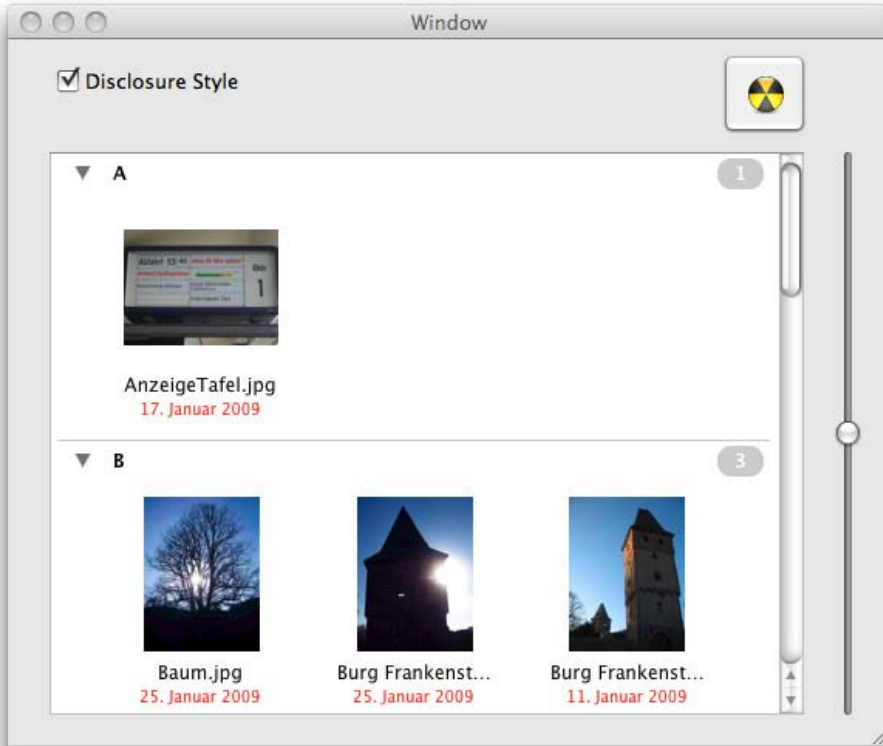 Window
Disclosure Style
A
1
AnzeigeTafel.jpg
17. Januar 2009
B
3
Baum.jpg
Burg Frankenst...
Burg Frankenst...
25. Januar 2009
25. Januar 2009
11. Januar 2009